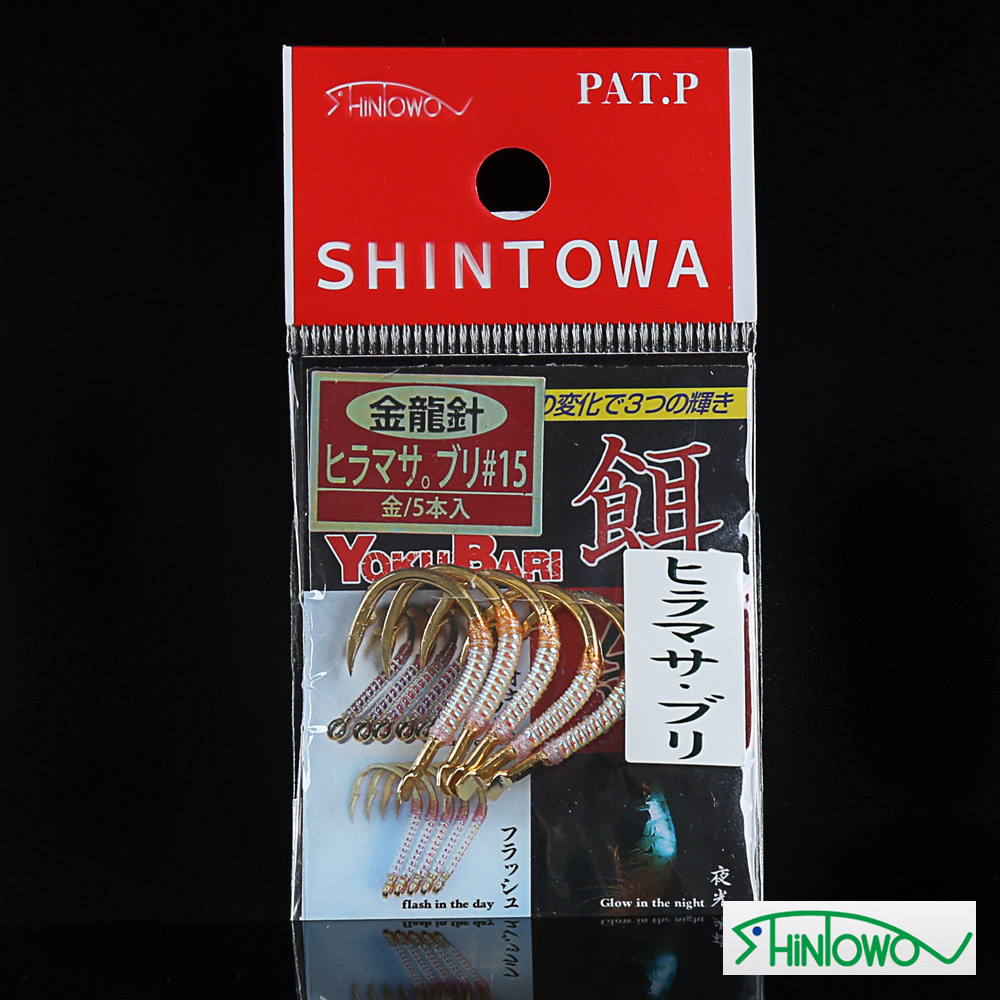 SHINTOWA
PAT.P
SHINTOWA
の変化で3つの輝き
金龍針
ヒラマサ。ブリ#15
金/5本入
餌
YOKUBARI
ヒラマサ・ブリ
フラッシュ
flash in the day
夜光
Glow in the night
SHINTOWA